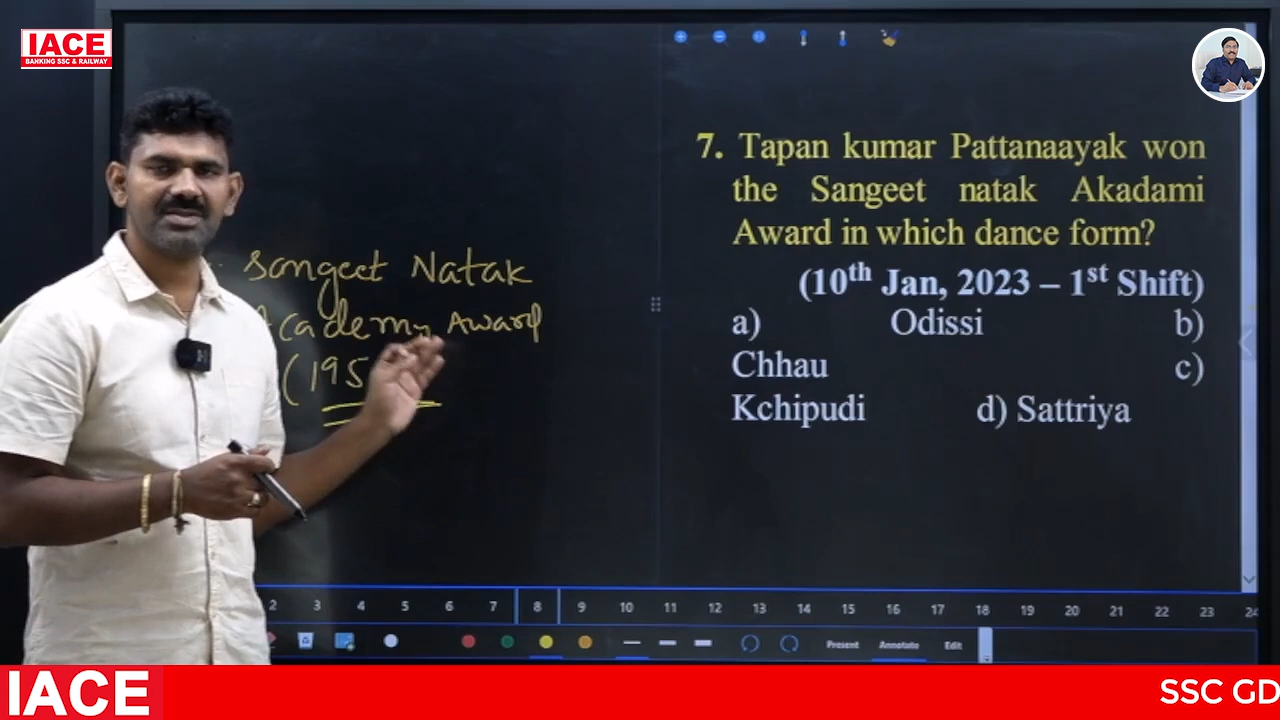 IACE
BANKING SSC & RAILWAY
7. Tapan kumar Pattanaayak won
the Sangeet natak Akadami
Award in which dance form?
(10th Jan, 2023 – 1st Shift)
a) Odissi b)
Chhau c)
Kchipudi d) Sattriya
Sangeet Natak
Academy Award
(195
2 3 4 5 6 7 8 9 10 11 12 13 14 15 16 17 18 19 20 21 22 23 24
Present Annotate Edit
IACE
SSC GD